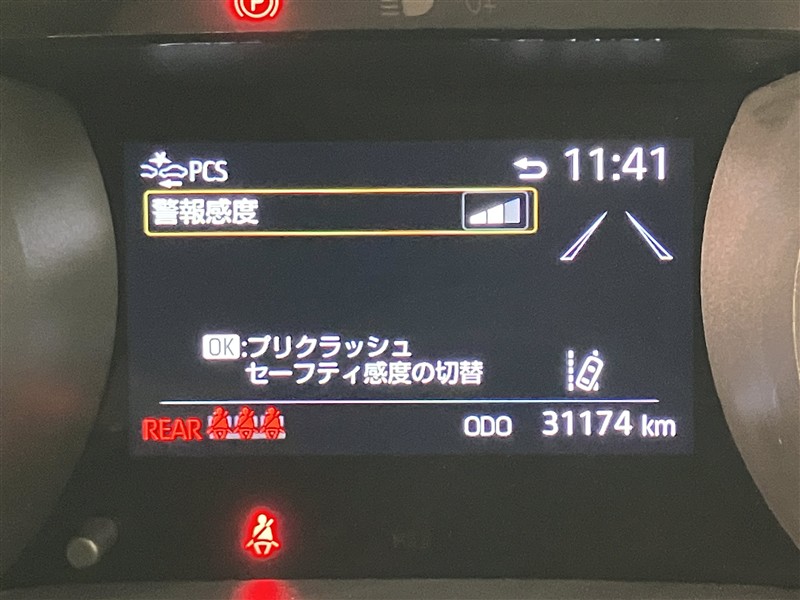 P
PCS
11:41
警報感度
OK:プリクラッシュ
セーフティ感度の切替
REAR
ODO 31174 km